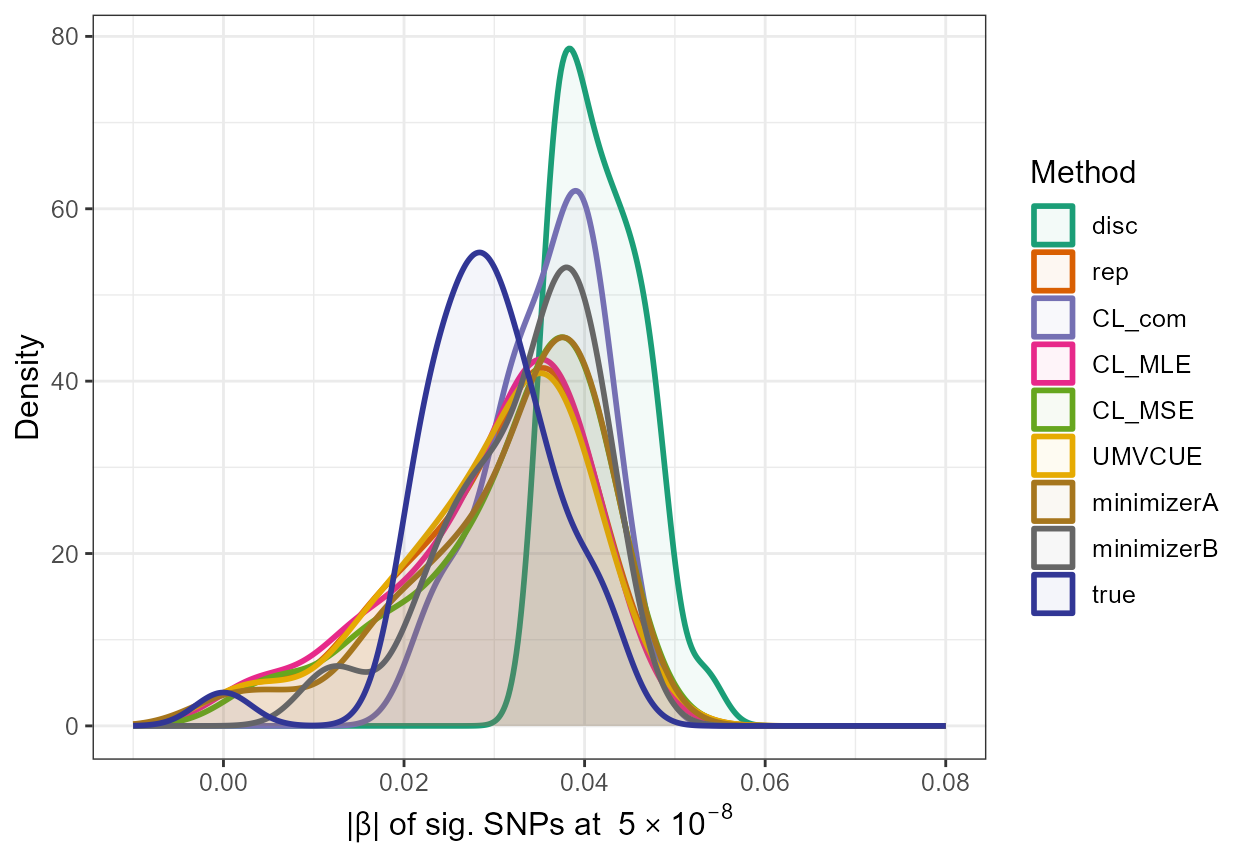 80
60
40
20
0
Density
0.00 0.02 0.04 0.06 0.08
|β| of sig. SNPs at 5 × 10⁻⁸
Method
disc
rep
CL_com
CL_MLE
CL_MSE
UMVCUE
minimizerA
minimizerB
true